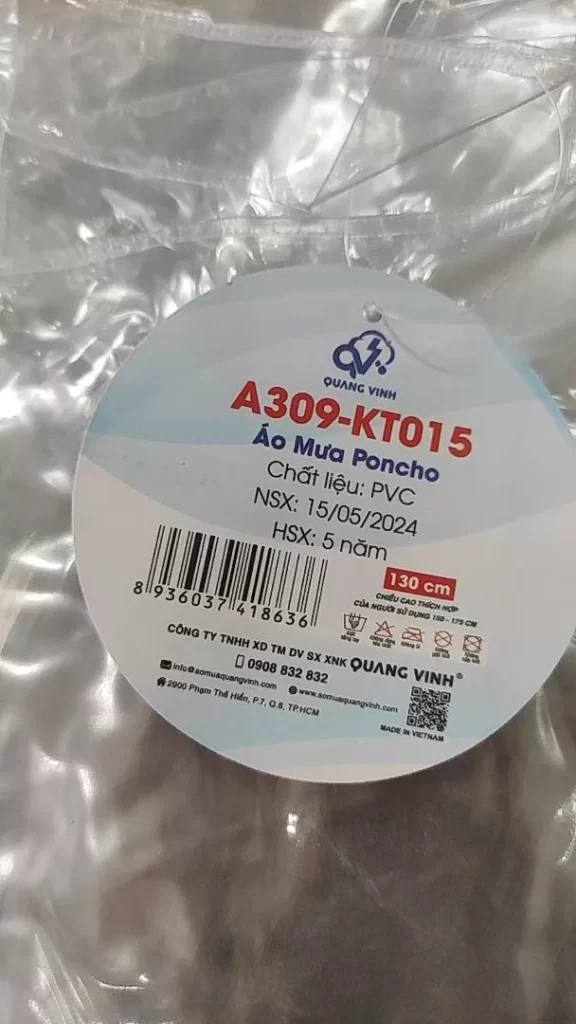 QUANG VINH
A309-KT015
Áo Mưa Poncho
Chất liệu: PVC
NSX: 15/05/2024
HSX: 5 năm
8 936037 418636
130 cm
CHIỀU CAO THÍCH HỢP
CỦA NGƯỜI SỬ DỤNG 150 - 175 CM
CÔNG TY TNHH XD TM DV SX XNK QUANG VINH®
0908 832 832
info@aomuaquangvinh.com
www.aomuaquangvinh.com
2900 Phạm Thế Hiển, P.7, Q.8, TP.HCM
MADE IN VIETNAM